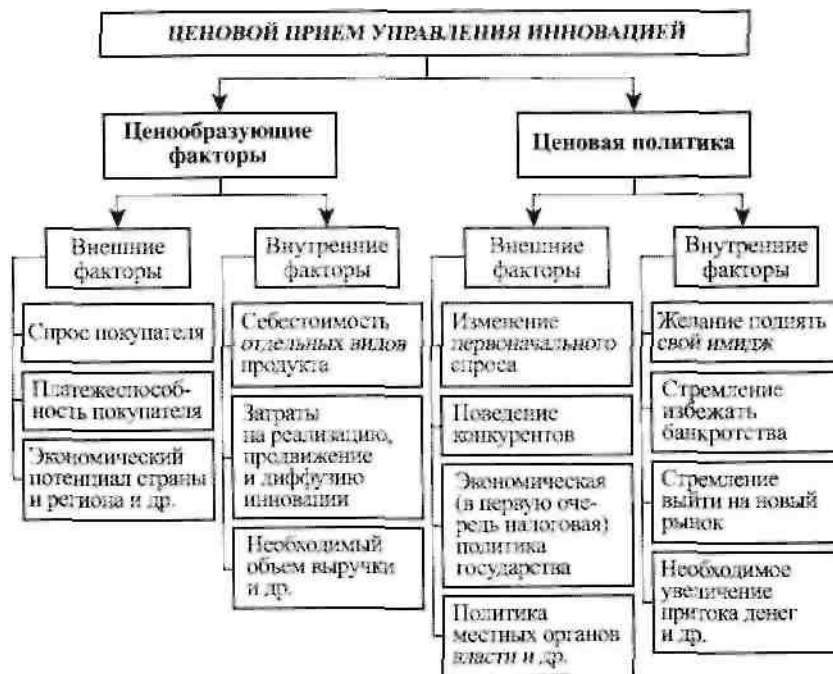 ЦЕНОВОЙ ПРИЕМ УПРАВЛЕНИЯ ИННОВАЦИЕЙ
Ценообразующие
факторы
Ценовая политика
Внешние
факторы
Внутренние
факторы
Внешние
факторы
Внутренние
факторы
Спрос покупателя
Платежеспособ-
ность покупателя
Экономический
потенциал страны
и региона и др.
Себестоимость
отдельных видов
продукта
Затраты
на реализацию,
продвижение
и диффузию
инновации
Необходимый
объем выручки
и др.
Изменение
первоначального
спроса
Поведение
конкурентов
Экономическая
(в первую оче-
редь налоговая)
политика
государства
Политика
местных органов
власти и др.
Желание поднять
свой имидж
Стремление
избежать
банкротства
Стремление
выйти на новый
рынок
Необходимое
увеличение
притока денег
и др.